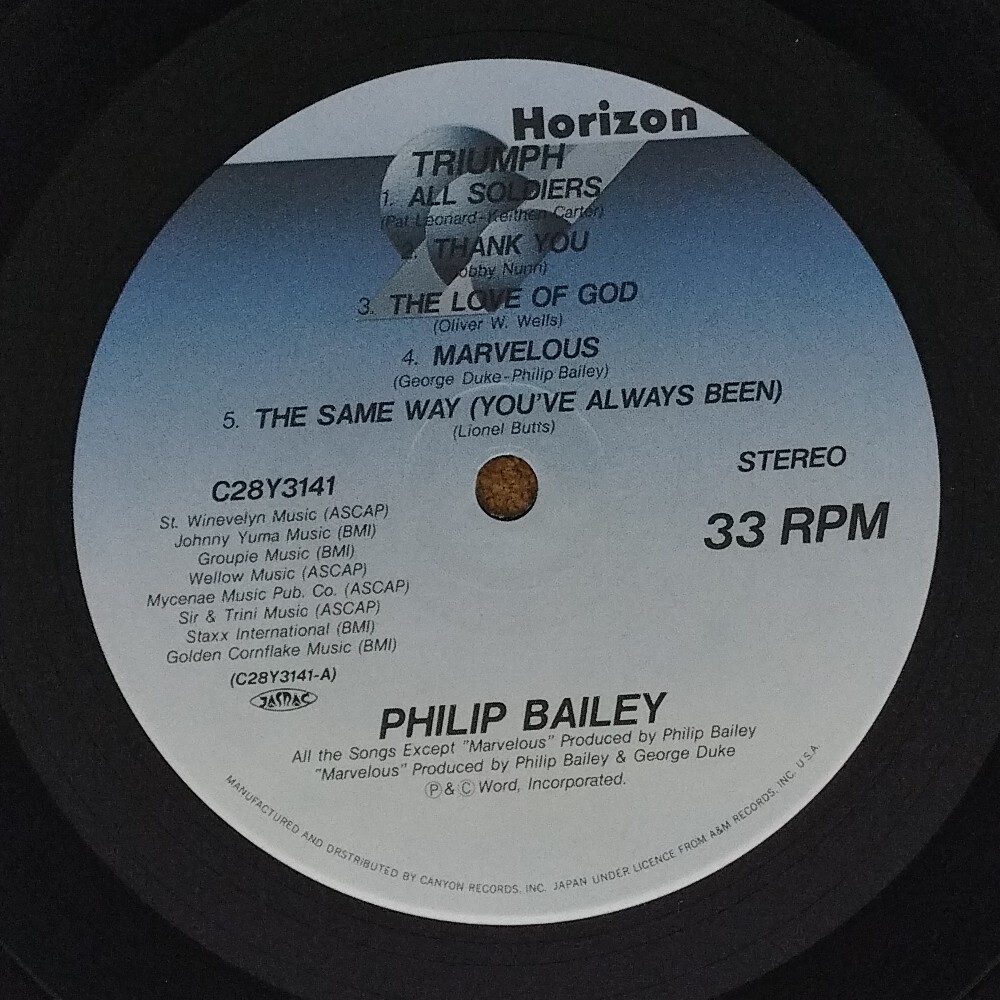 Horizon
TRIUMPH
1. ALL SOLDIERS
(Pat Leonard-Keithen Carter)
2. THANK YOU
(Bobby Nunn)
3. THE LOVE OF GOD
(Oliver W. Wells)
4. MARVELOUS
(George Duke-Philip Bailey)
5. THE SAME WAY (YOU'VE ALWAYS BEEN)
(Lionel Butts)
STEREO
33 RPM
C28Y3141
St. Winevelyn Music (ASCAP)
Johnny Yuma Music (BMI)
Groupie Music (BMI)
Wellow Music (ASCAP)
Mycenae Music Pub. Co. (ASCAP)
Sir & Trini Music (ASCAP)
Staxx International (BMI)
Golden Cornflake Music (BMI)
(C28Y3141-A)
JASRAC
PHILIP BAILEY
All the Songs Except "Marvelous" Produced by Philip Bailey
"Marvelous" Produced by Philip Bailey & George Duke
Ⓟ&Ⓒ Word, Incorporated.
MANUFACTURED AND DRSTRIBUTED BY CANYON RECORDS, INC. JAPAN UNDER LICENCE FROM A&M RECORDS, INC. U.S.A